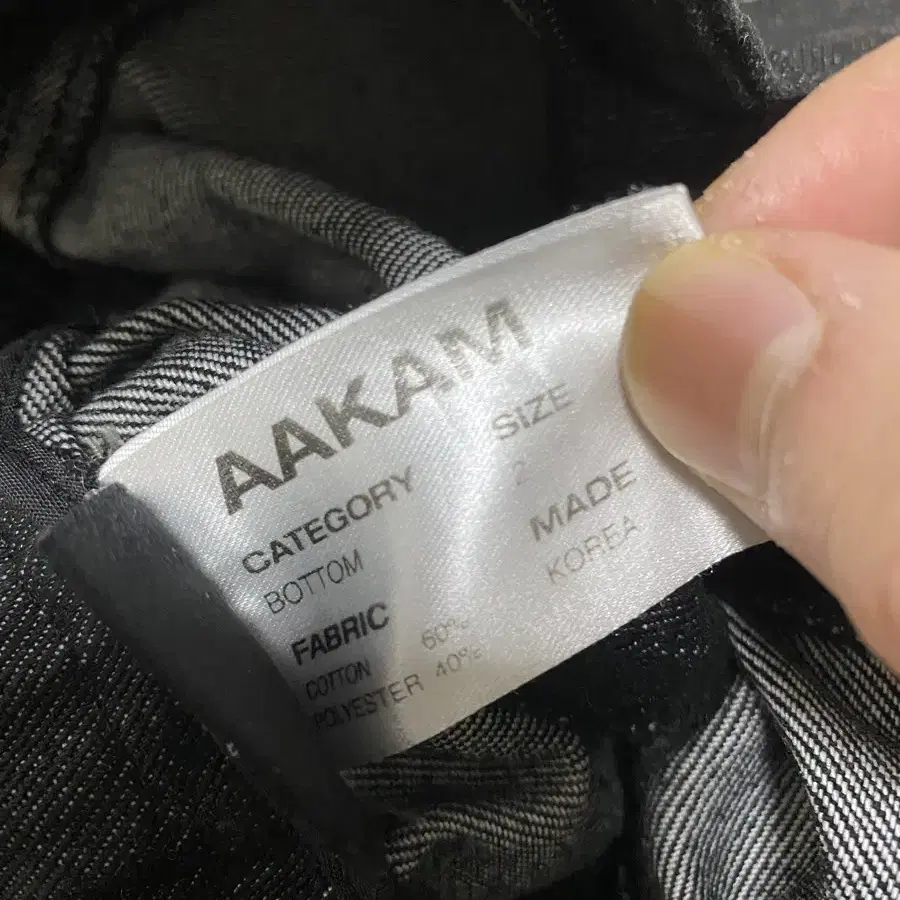 AAKAM
CATEGORY SIZE
BOTTOM 2
FABRIC MADE
COTTON 60% KOREA
POLYESTER 40%